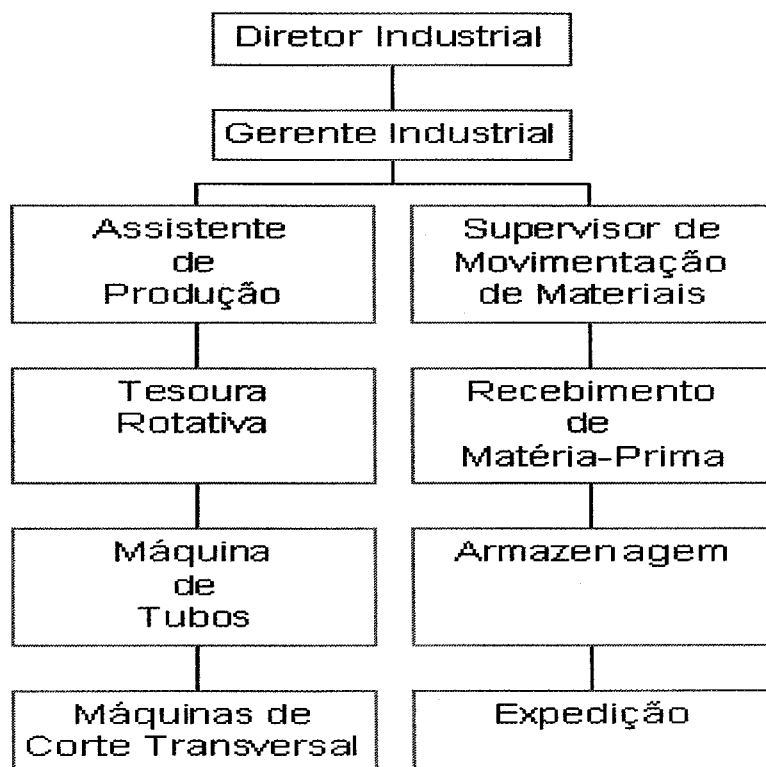 Diretor Industrial
Gerente Industrial
Assistente
de
Produção
Supervisor de
Movimentação
de Materiais
Tesoura
Rotativa
Recebimento
de
Matéria-Prima
Máquina
de
Tubos
Armazenagem
Máquinas de
Corte Transversal
Expedição